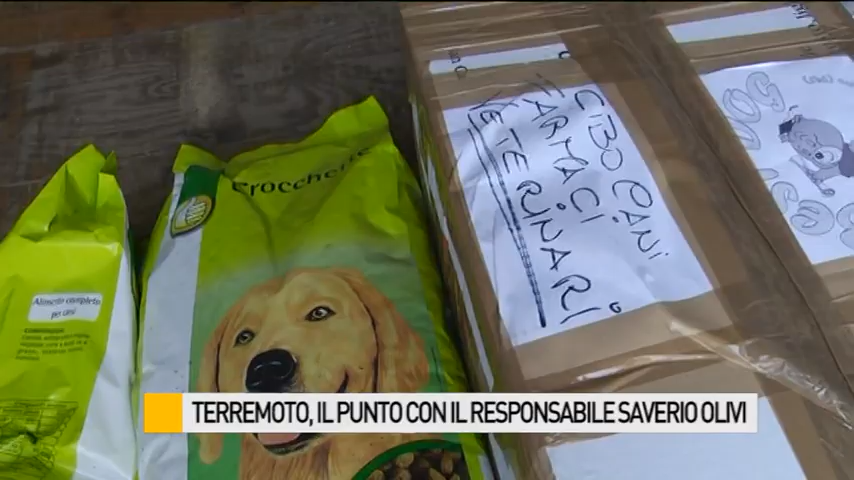 Crocchette
Alimento completo
per cani
CIBO CANI
FARMACI
VETERINARI
TERREMOTO, IL PUNTO CON IL RESPONSABILE SAVERIO OLIVI